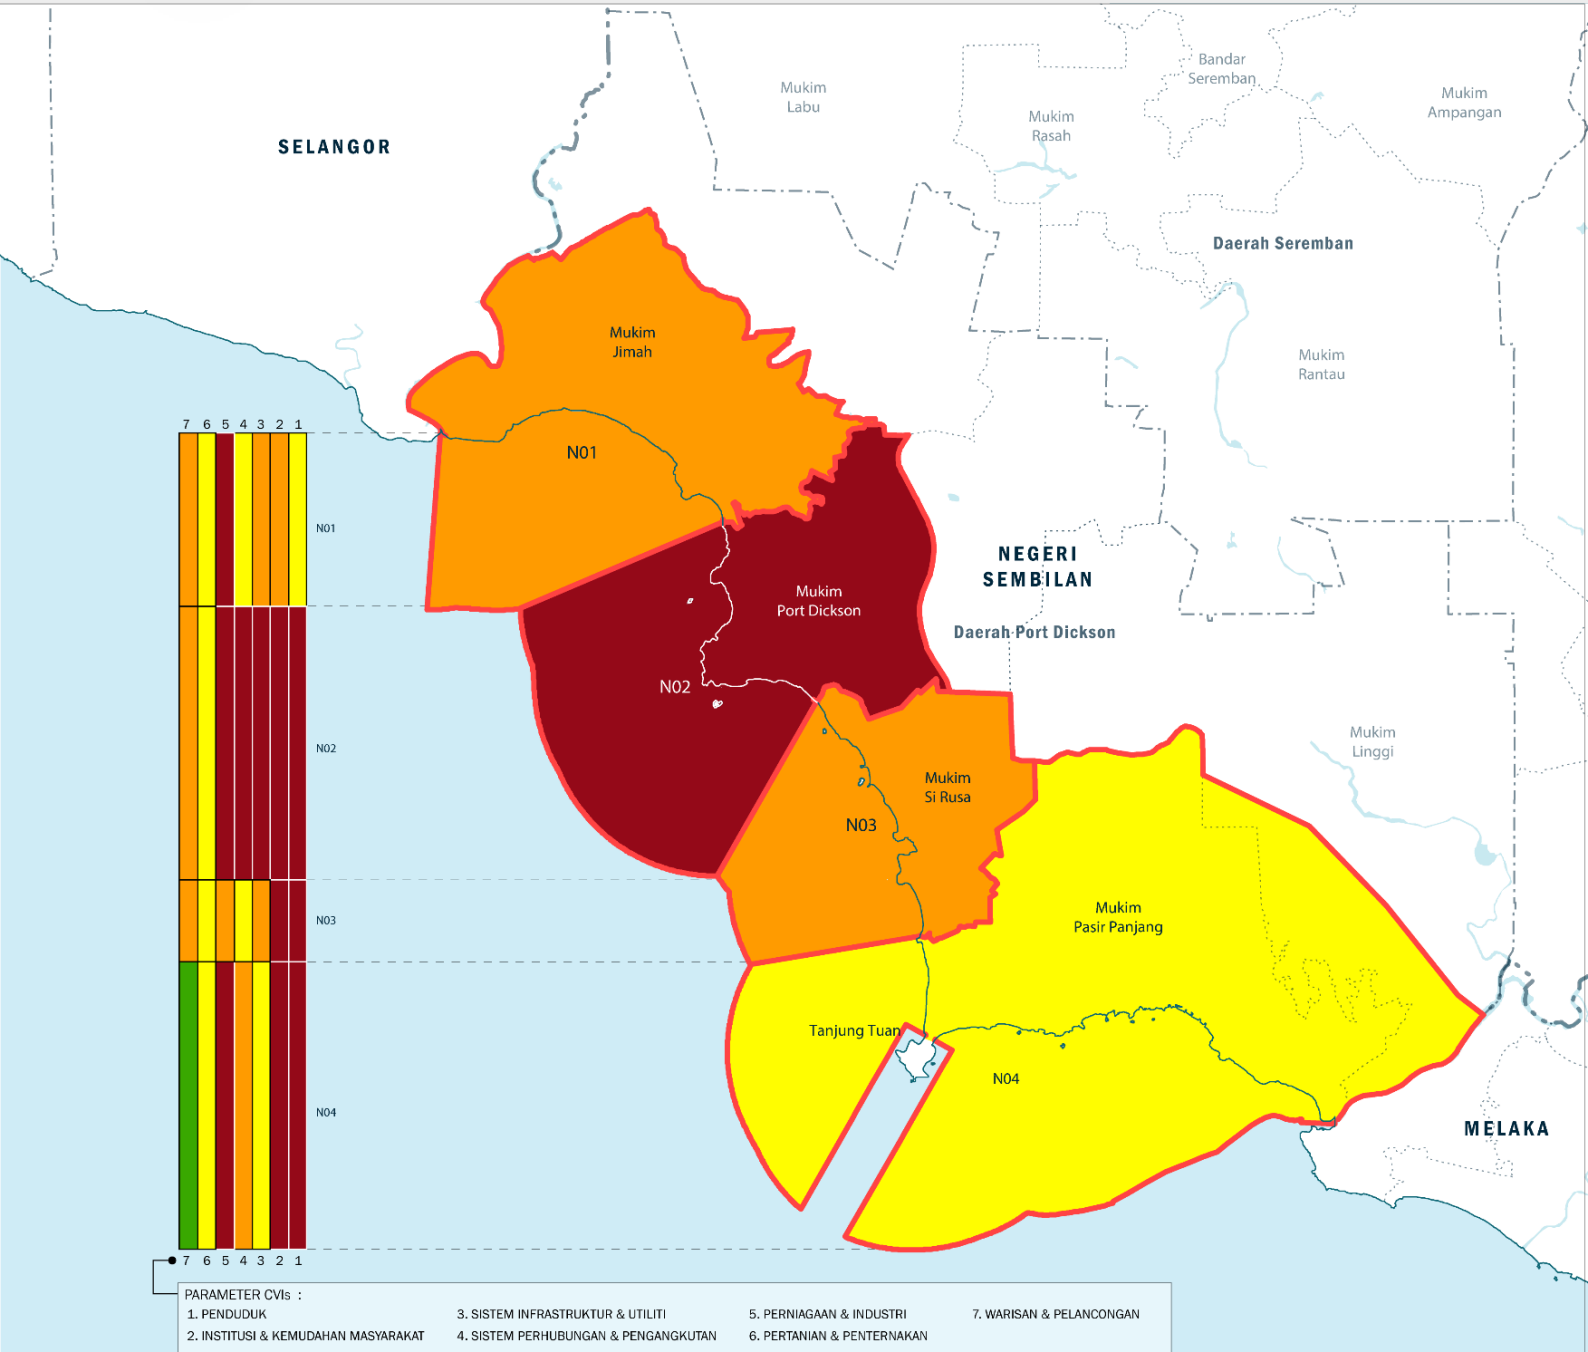 Bandar
Seremban
Mukim
Labu
Mukim
Ampangan
Mukim
Rasah
SELANGOR
Daerah Seremban
Mukim
Jimah
Mukim
Rantau
7 6 5 4 3 2 1
N01
N01
NEGERI
SEMBILAN
Mukim
Port Dickson
Daerah Port Dickson
N02
N02
Mukim
Linggi
Mukim
Si Rusa
N03
N03
Mukim
Pasir Panjang
Tanjung Tuan
N04
N04
MELAKA
7 6 5 4 3 2 1
PARAMETER CVIs :
1. PENDUDUK
2. INSTITUSI & KEMUDAHAN MASYARAKAT
3. SISTEM INFRASTRUKTUR & UTILITI
4. SISTEM PERHUBUNGAN & PENGANGKUTAN
5. PERNIAGAAN & INDUSTRI
6. PERTANIAN & PENTERNAKAN
7. WARISAN & PELANCONGAN